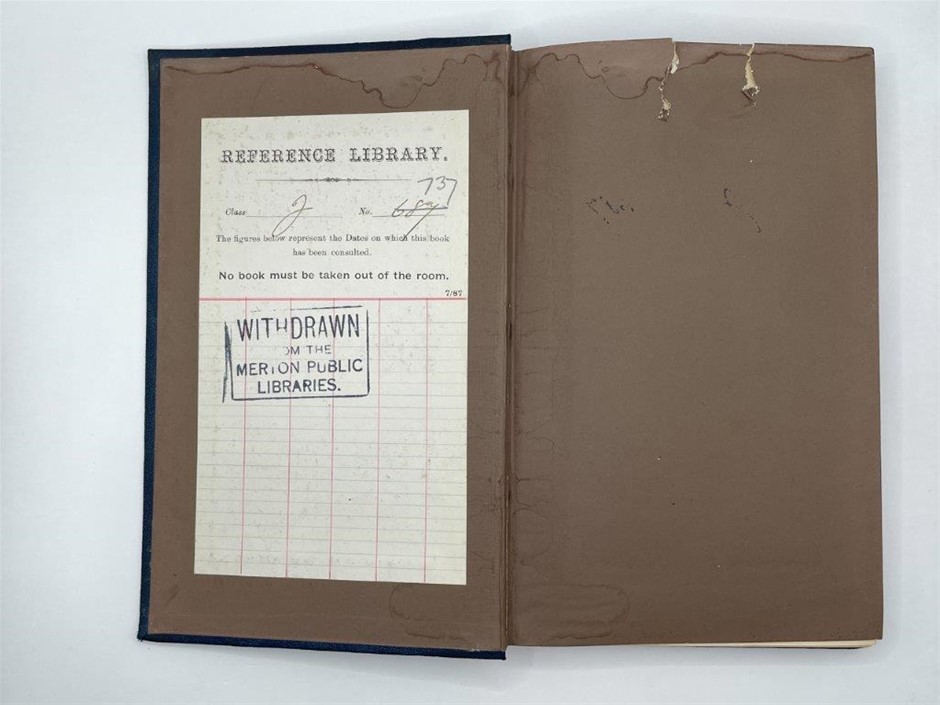 REFERENCE LIBRARY.
737
Class J No.
The figures below represent the Dates on which this book
has been consulted.
No book must be taken out of the room.
7/87
WITHDRAWN
OM THE
MERTON PUBLIC
LIBRARIES.